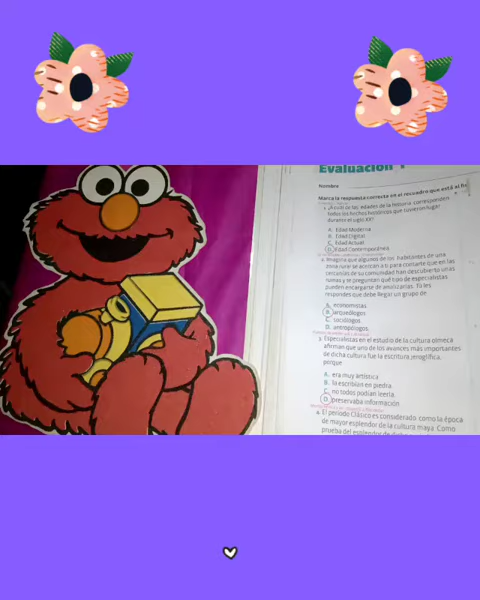 Evaluación
Nombre
Marca la respuesta correcta en el recuadro que está al fin
1. ¿A cuál de las edades de la historia corresponden
todos los hechos históricos que tuvieron lugar
durante el siglo XX?
A. Edad Moderna
B. Edad Digital
C. Edad Actual
D. Edad Contemporánea
2. Imagina que algunos de los habitantes de una
zona rural se acercan a ti para contarte que en las
cercanías de su comunidad han descubierto unas
ruinas y te preguntan qué tipo de especialistas
pueden encargarse de analizarlas. Tú les
respondes que debe llegar un grupo de
A. economistas.
B. arqueólogos.
C. sociólogos.
D. antropólogos.
3. Especialistas en el estudio de la cultura olmeca
afirman que uno de los avances más importantes
de dicha cultura fue la escritura jeroglífica,
porque
A. era muy artística.
B. la escribían en piedra.
C. no todos podían leerla.
D. preservaba información.
4. El periodo Clásico es considerado como la época
de mayor esplendor de la cultura maya. Como
prueba del esplendor de